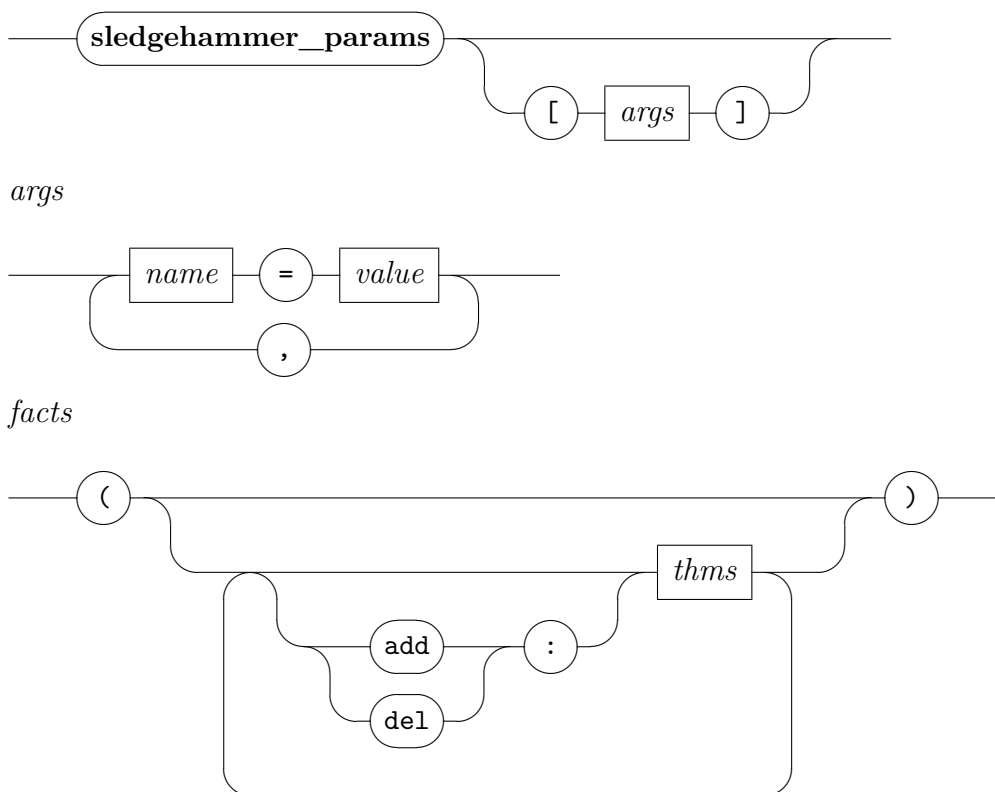 sledgehammer_params
[ args ]
args
name = value
,
facts
( )
thms
add :
del